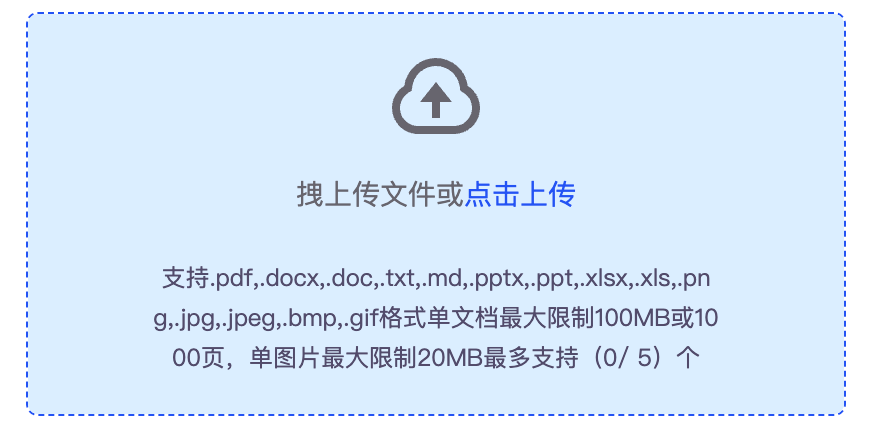 拽上传文件或点击上传
支持.pdf,.docx,.doc,.txt,.md,.pptx,.ppt,.xlsx,.xls,.pn
g,.jpg,.jpeg,.bmp,.gif格式单文档最大限制100MB或10
00页，单图片最大限制20MB最多支持（0/ 5）个